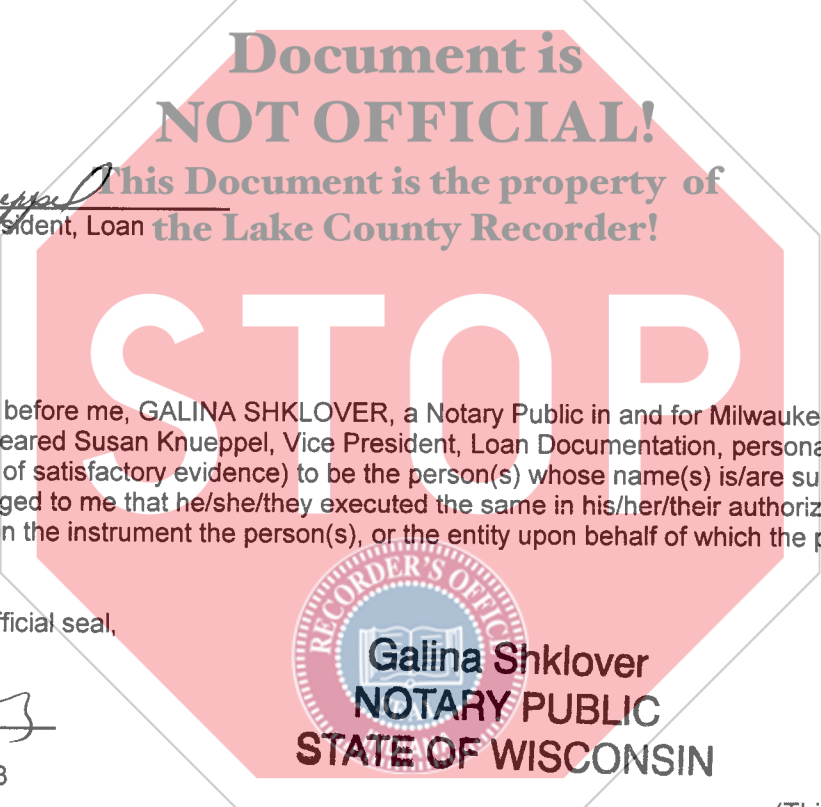 Document is
NOT OFFICIAL!
This Document is the property of
the Lake County Recorder!
sident, Loan
STOP
before me, GALINA SHKLOVER, a Notary Public in and for Milwauke
eared Susan Knueppel, Vice President, Loan Documentation, persona
of satisfactory evidence) to be the person(s) whose name(s) is/are su
ged to me that he/she/they executed the same in his/her/their authoriz
n the instrument the person(s), or the entity upon behalf of which the p
RECORDER'S OFFIC
fficial seal,
Galina Shklover
NOTARY PUBLIC
STATE OF WISCONSIN